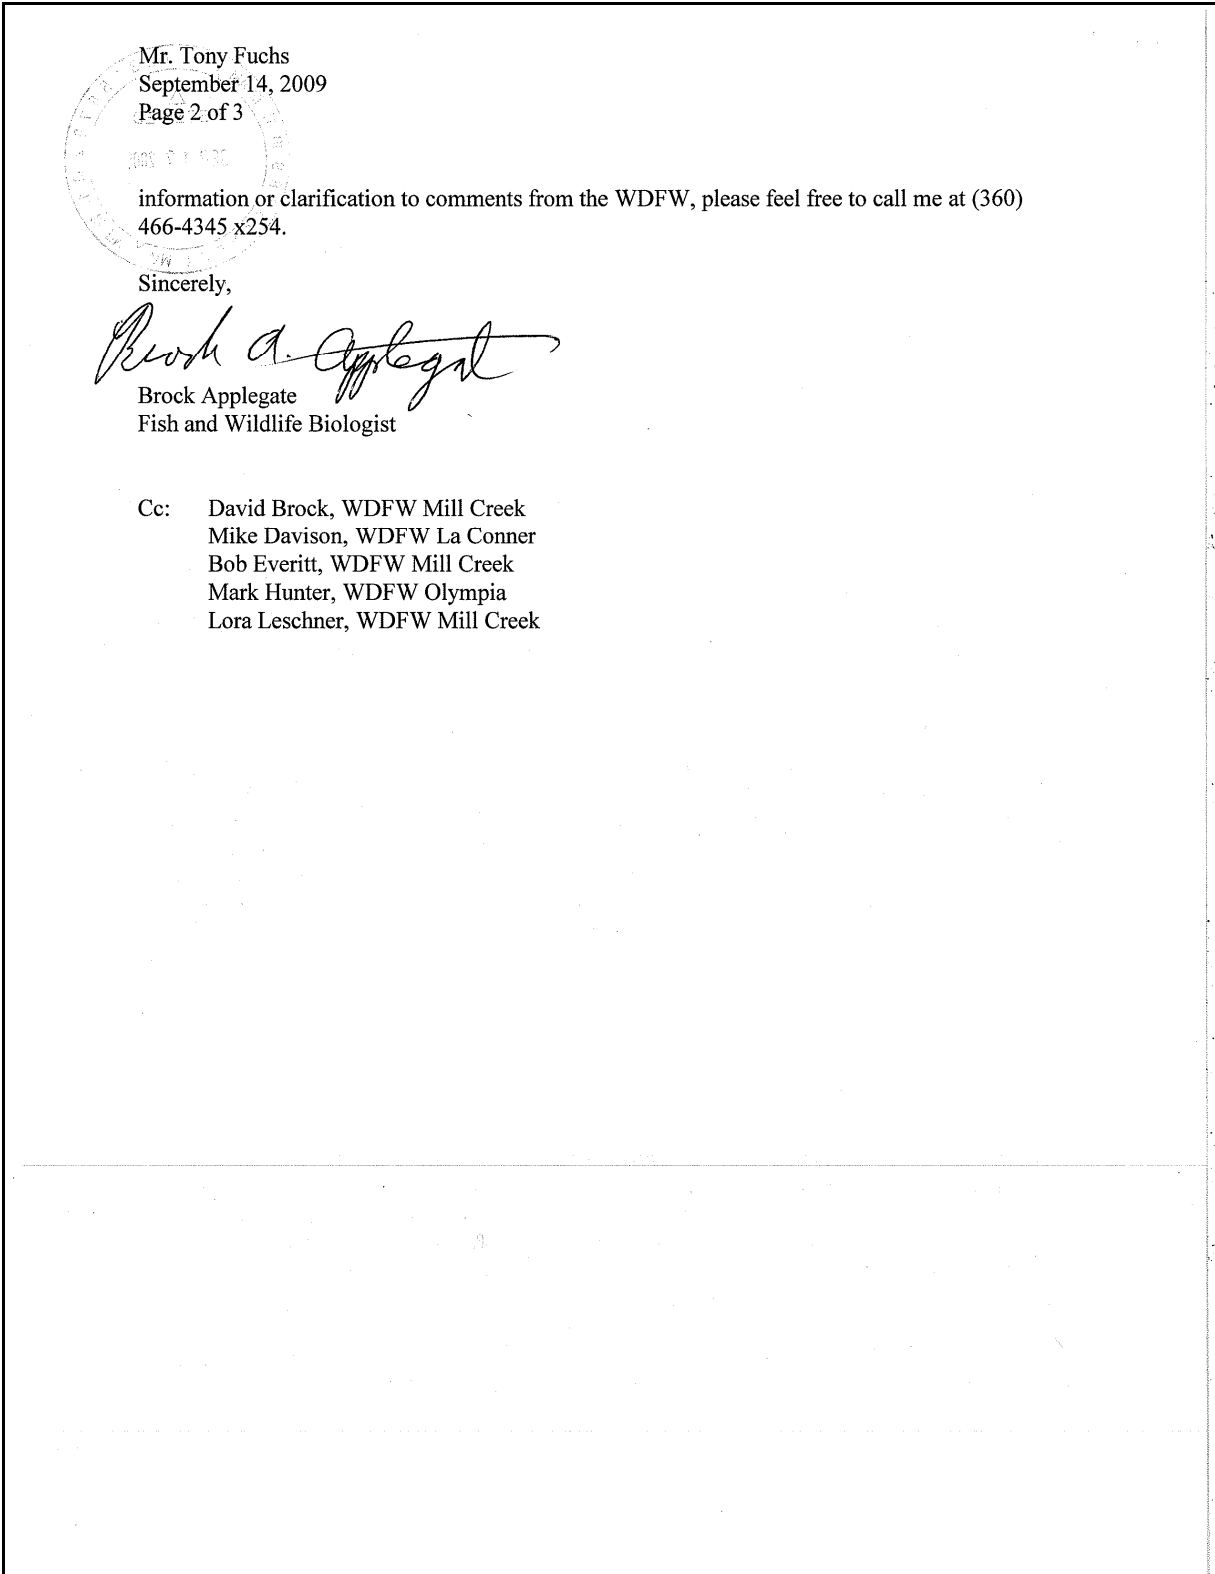 Mr. Tony Fuchs
September 14, 2009
Page 2 of 3
information or clarification to comments from the WDFW, please feel free to call me at (360)
466-4345 x254.
Sincerely,
Brock A. Applegate
Brock Applegate
Fish and Wildlife Biologist
Cc: David Brock, WDFW Mill Creek
Mike Davison, WDFW La Conner
Bob Everitt, WDFW Mill Creek
Mark Hunter, WDFW Olympia
Lora Leschner, WDFW Mill Creek